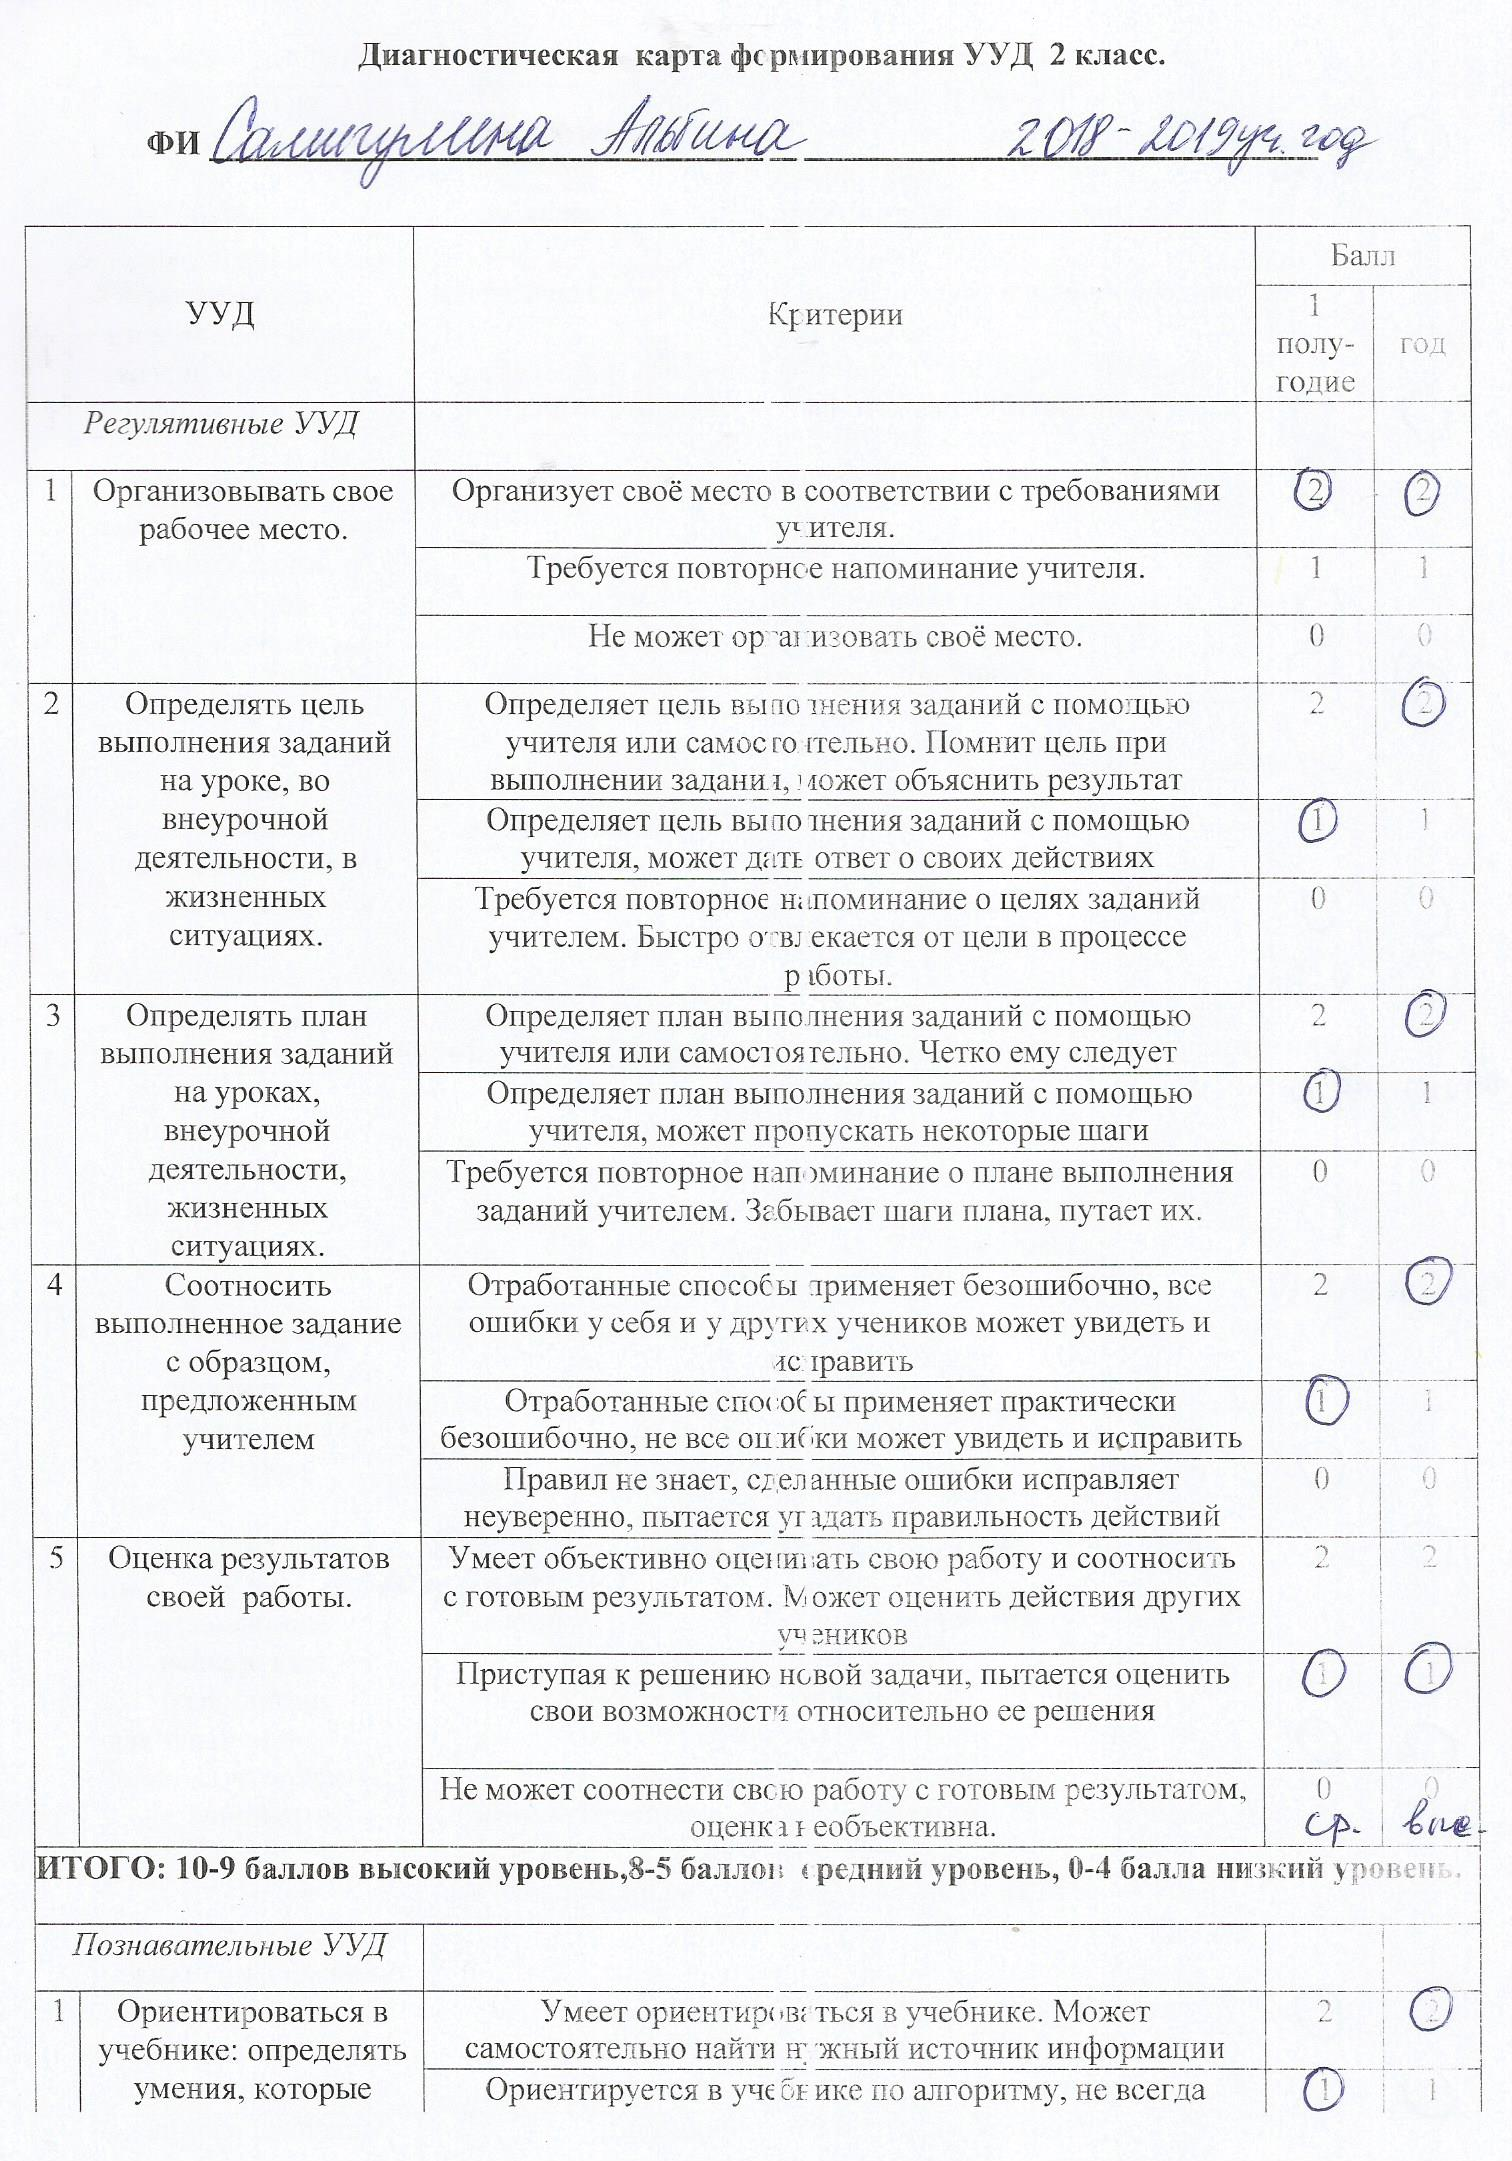 Диагностическая карта формирования УУД 2 класс.
ФИ Салигулина Альбина 2018-2019 уч. год
УУД
Критерии
Балл
1
полу-
годие
год
Регулятивные УУД
1
Организовывать свое
рабочее место.
Организует своё место в соответствии с требованиями
учителя.
2 2
Требуется повторное напоминание учителя.
1 1
Не может организовать своё место.
0 0
2
Определять цель
выполнения заданий
на уроке, во
внеурочной
деятельности, в
жизненных
ситуациях.
Определяет цель выполнения заданий с помощью
учителя или самостоятельно. Помнит цель при
выполнении задания, может объяснить результат
2 2
Определяет цель выполнения заданий с помощью
учителя, может дать ответ о своих действиях
1 1
Требуется повторное напоминание о целях заданий
учителем. Быстро отвлекается от цели в процессе
работы.
0 0
3
Определять план
выполнения заданий
на уроках,
внеурочной
деятельности,
жизненных
ситуациях.
Определяет план выполнения заданий с помощью
учителя или самостоятельно. Четко ему следует
2 2
Определяет план выполнения заданий с помощью
учителя, может пропускать некоторые шаги
1 1
Требуется повторное напоминание о плане выполнения
заданий учителем. Забывает шаги плана, путает их.
0 0
4
Соотносить
выполненное задание
с образцом,
предложенным
учителем
Отработанные способы применяет безошибочно, все
ошибки у себя и у других учеников может увидеть и
исправить
2 2
Отработанные способы применяет практически
безошибочно, не все ошибки может увидеть и исправить
1 1
Правил не знает, сделанные ошибки исправляет
неуверенно, пытается угадать правильность действий
0 0
5
Оценка результатов
своей работы.
Умеет объективно оценивать свою работу и соотносить
с готовым результатом. Может оценить действия других
учеников
2 2
Приступая к решению новой задачи, пытается оценить
свои возможности относительно ее решения
1 1
Не может соотнести свою работу с готовым результатом,
оценка необъективна.
0 0
ср. выс.
ИТОГО: 10-9 баллов высокий уровень,8-5 баллов средний уровень, 0-4 балла низкий уровень.
Познавательные УУД
1
Ориентироваться в
учебнике: определять
умения, которые
Умеет ориентироваться в учебнике. Может
самостоятельно найти нужный источник информации
2 2
Ориентируется в учебнике по алгоритму, не всегда
1 1